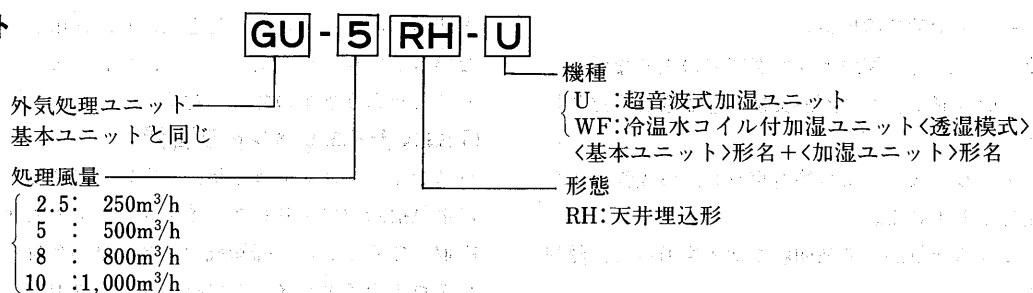 ト
GU-5RH-U
外気処理ユニット
基本ユニットと同じ
処理風量
2.5: 250m³/h
5 : 500m³/h
8 : 800m³/h
10 :1,000m³/h
機種
U :超音波式加湿ユニット
WF:冷温水コイル付加湿ユニット<透湿模式>
<基本ユニット>形名+<加湿ユニット>形名
形態
RH:天井埋込形